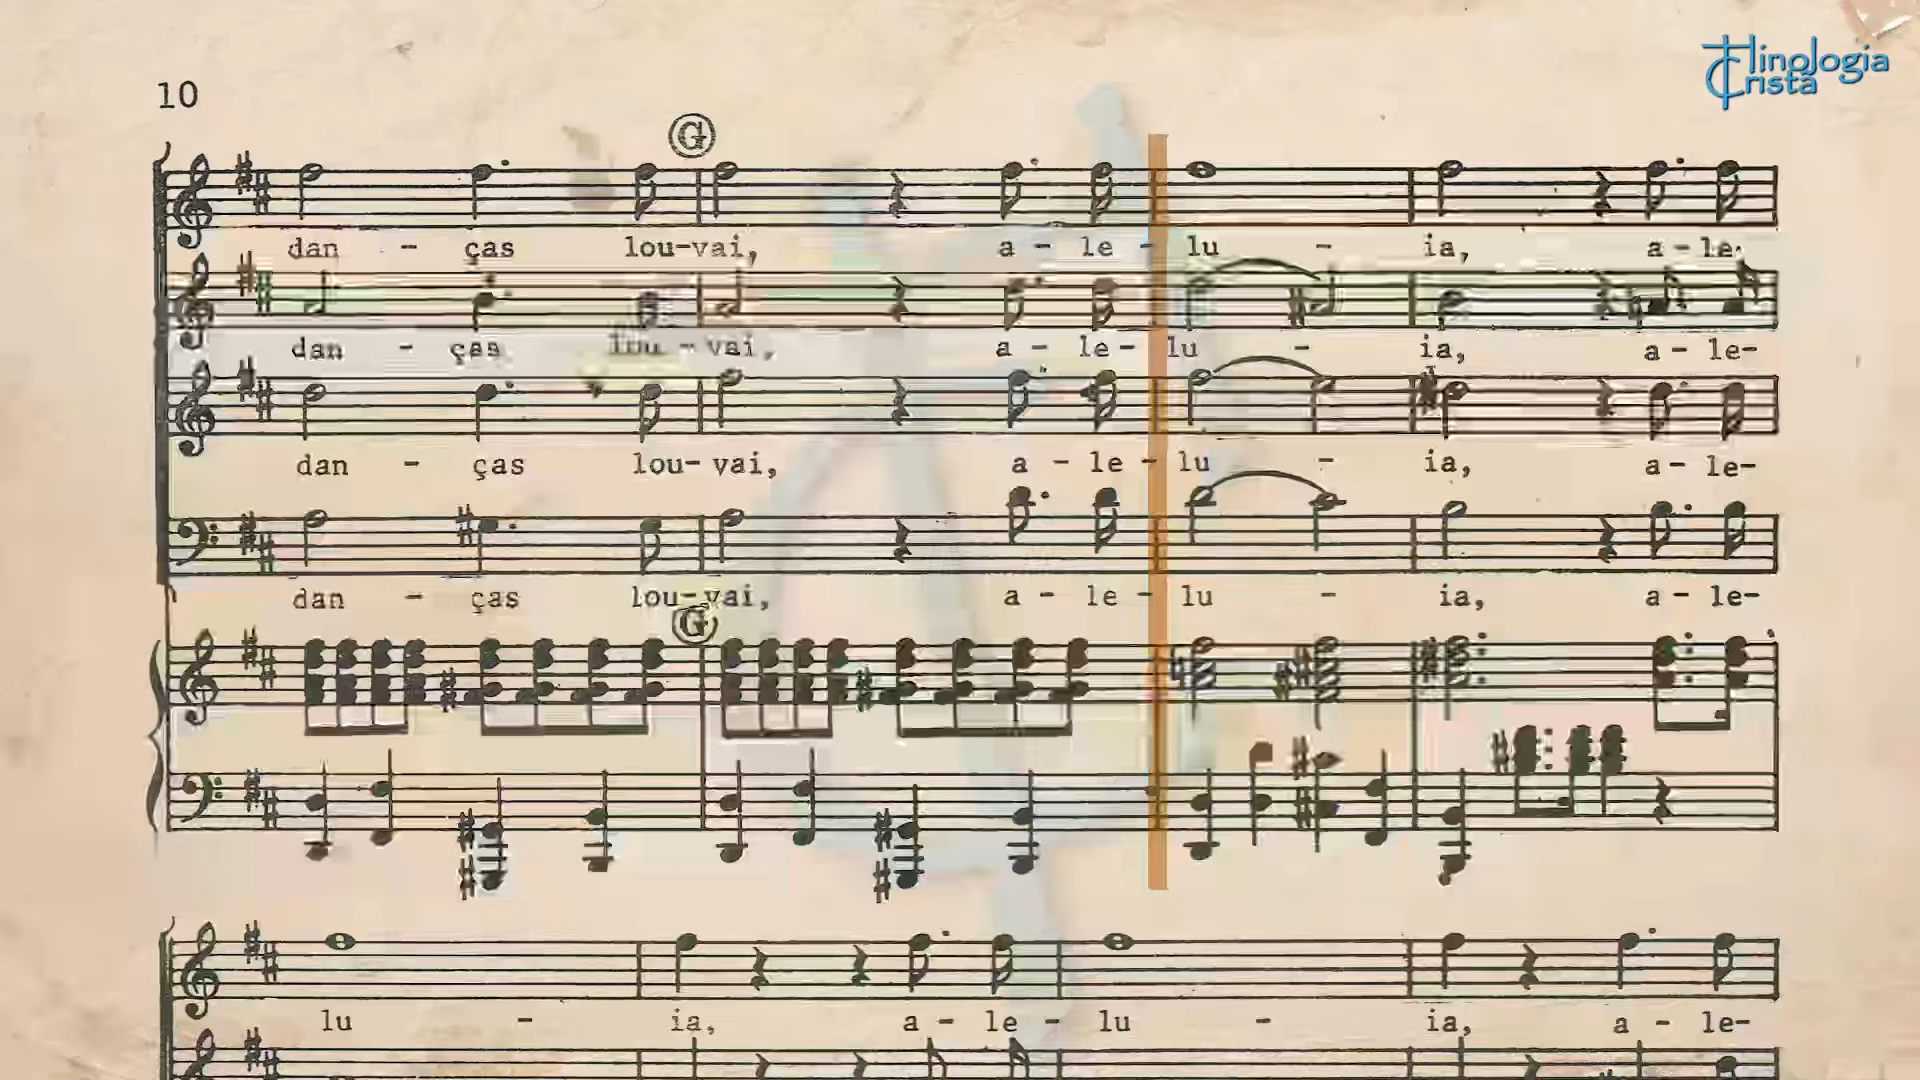 Hinologia
Cristã
10
G
dan - ças lou-vai, a - le - lu - ia, a - le-
dan - ças lou - vai, a - le - lu - ia, a - le-
dan - ças lou- vai, a - le - lu - ia, a - le-
dan - ças lou-vai, a - le - lu - ia, a - le-
G
lu - ia, a - le - lu - ia, a - le-